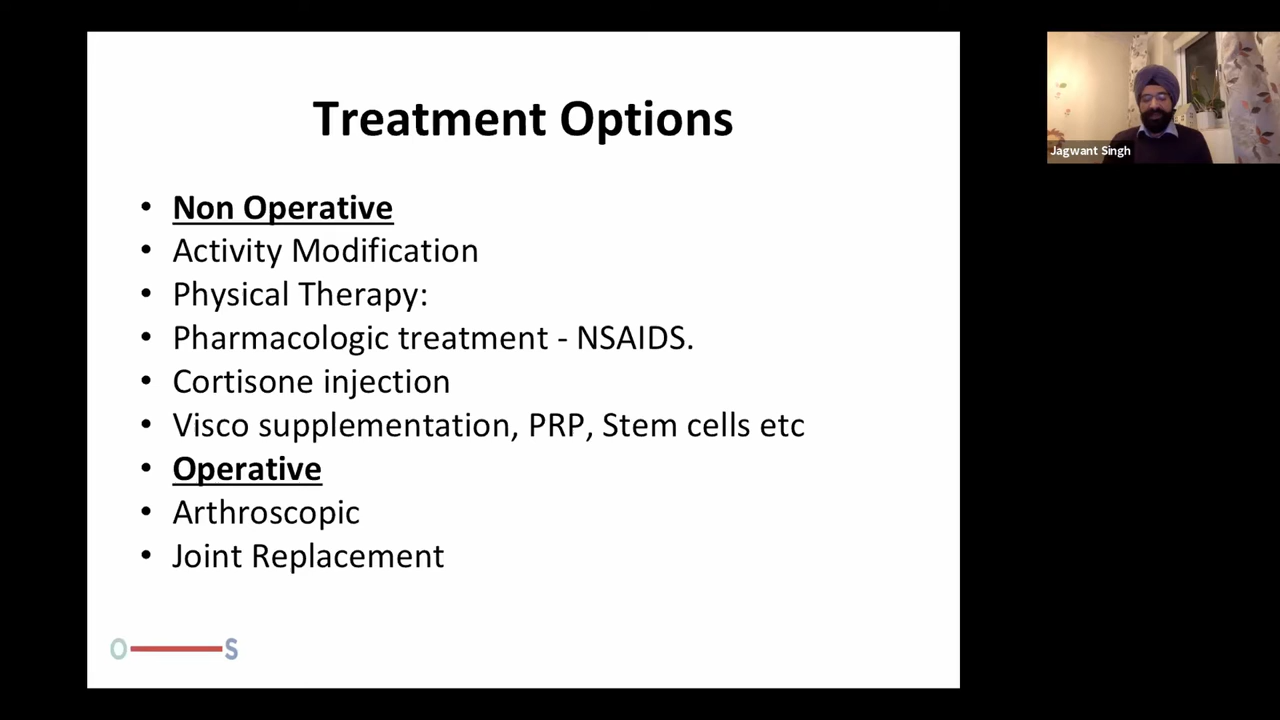 Treatment Options
• Non Operative
• Activity Modification
• Physical Therapy:
• Pharmacologic treatment - NSAIDS.
• Cortisone injection
• Visco supplementation, PRP, Stem cells etc
• Operative
• Arthroscopic
• Joint Replacement
O S
Jagwant Singh